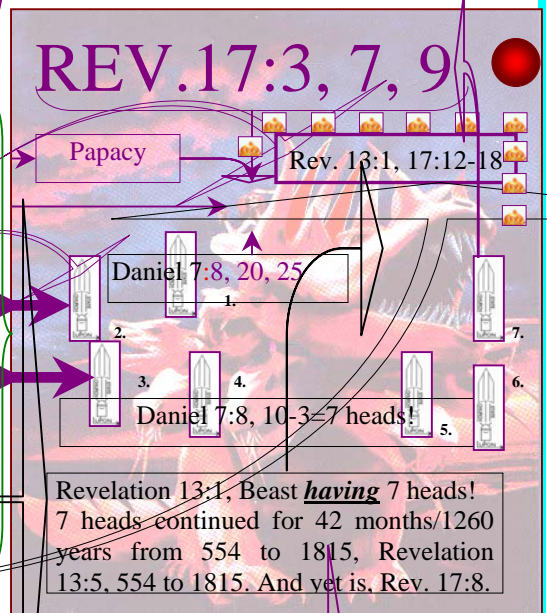 REV.17:3, 7, 9
Papacy
Rev. 13:1, 17:12-18
Daniel 7:8, 20, 25
1.
2.
7.
3.
4.
6.
Daniel 7:8, 10-3=7 heads!
5.
Revelation 13:1, Beast having 7 heads!
7 heads continued for 42 months/1260
years from 554 to 1815, Revelation
13:5, 554 to 1815. And yet is, Rev. 17:8.